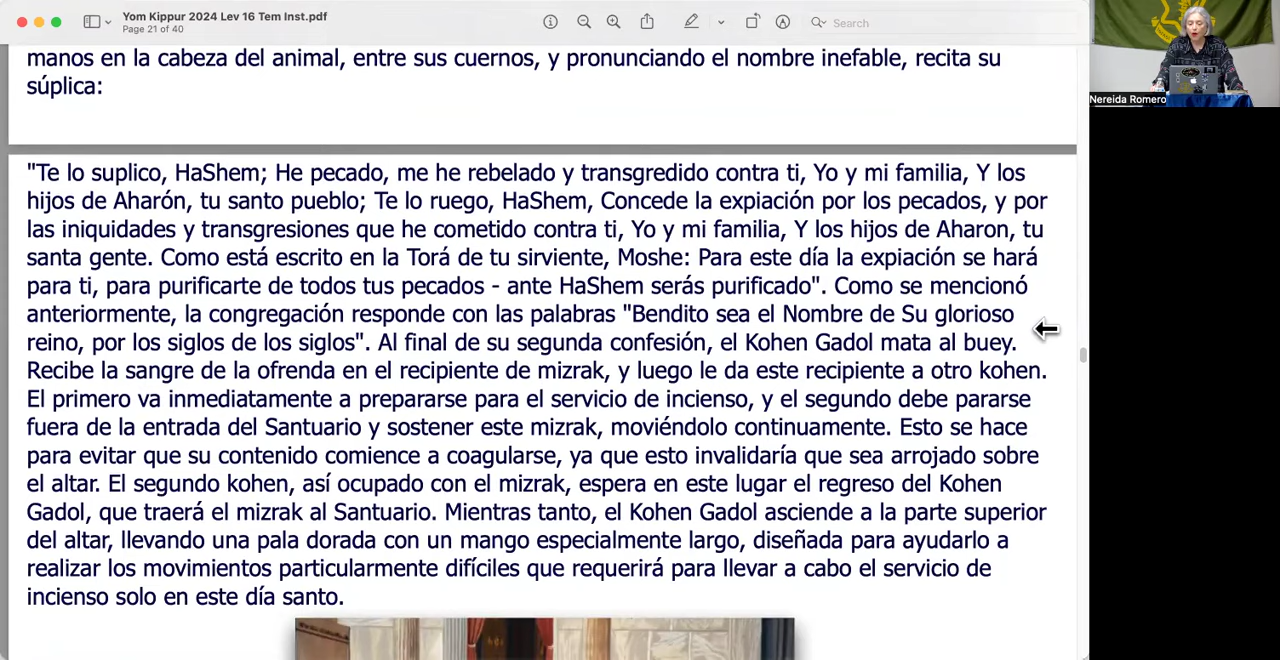 Yom Kippur 2024 Lev 16 Tem Inst.pdf
Page 21 of 40
Search
manos en la cabeza del animal, entre sus cuernos, y pronunciando el nombre inefable, recita su
súplica:
"Te lo suplico, HaShem; He pecado, me he rebelado y transgredido contra ti, Yo y mi familia, Y los
hijos de Aharón, tu santo pueblo; Te lo ruego, HaShem, Concede la expiación por los pecados, y por
las iniquidades y transgresiones que he cometido contra ti, Yo y mi familia, Y los hijos de Aharon, tu
santa gente. Como está escrito en la Torá de tu sirviente, Moshe: Para este día la expiación se hará
para ti, para purificarte de todos tus pecados - ante HaShem serás purificado". Como se mencionó
anteriormente, la congregación responde con las palabras "Bendito sea el Nombre de Su glorioso
reino, por los siglos de los siglos". Al final de su segunda confesión, el Kohen Gadol mata al buey.
Recibe la sangre de la ofrenda en el recipiente de mizrak, y luego le da este recipiente a otro kohen.
El primero va inmediatamente a prepararse para el servicio de incienso, y el segundo debe pararse
fuera de la entrada del Santuario y sostener este mizrak, moviéndolo continuamente. Esto se hace
para evitar que su contenido comience a coagularse, ya que esto invalidaría que sea arrojado sobre
el altar. El segundo kohen, así ocupado con el mizrak, espera en este lugar el regreso del Kohen
Gadol, que traerá el mizrak al Santuario. Mientras tanto, el Kohen Gadol asciende a la parte superior
del altar, llevando una pala dorada con un mango especialmente largo, diseñada para ayudarlo a
realizar los movimientos particularmente difíciles que requerirá para llevar a cabo el servicio de
incienso solo en este día santo.
Nereida Romero